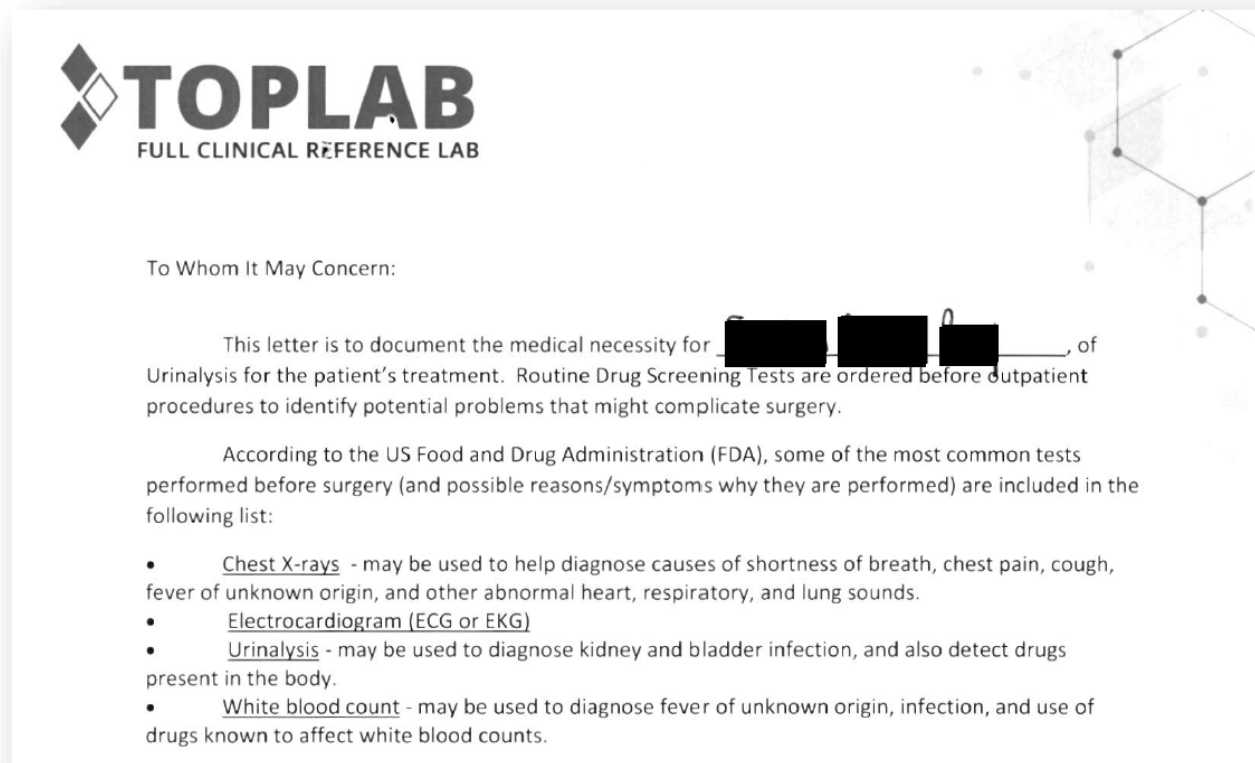 TOPLAB
FULL CLINICAL REFERENCE LAB
To Whom It May Concern:
This letter is to document the medical necessity for , of
Urinalysis for the patient's treatment. Routine Drug Screening Tests are ordered before outpatient
procedures to identify potential problems that might complicate surgery.
According to the US Food and Drug Administration (FDA), some of the most common tests
performed before surgery (and possible reasons/symptoms why they are performed) are included in the
following list:
• Chest X-rays - may be used to help diagnose causes of shortness of breath, chest pain, cough,
fever of unknown origin, and other abnormal heart, respiratory, and lung sounds.
• Electrocardiogram (ECG or EKG)
• Urinalysis - may be used to diagnose kidney and bladder infection, and also detect drugs
present in the body.
• White blood count - may be used to diagnose fever of unknown origin, infection, and use of
drugs known to affect white blood counts.